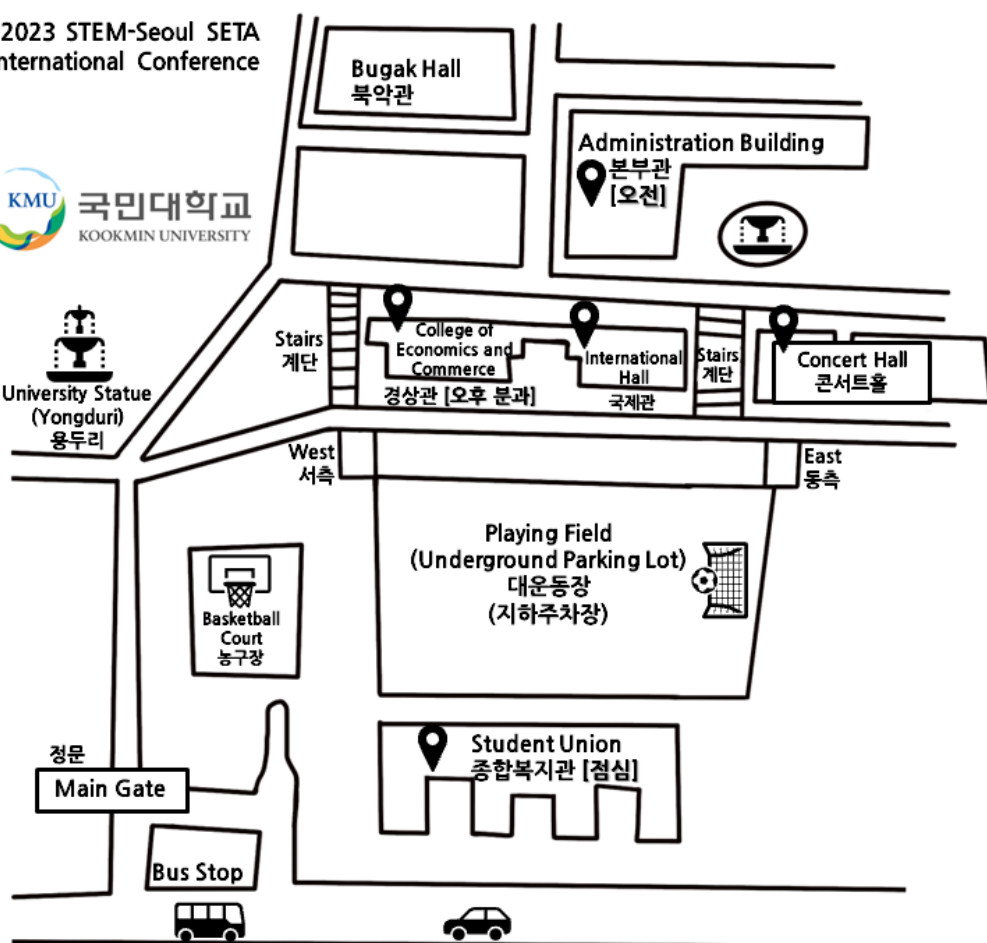 2023 STEM-Seoul SETA
International Conference
Bugak Hall
북악관
Administration Building
본부관
[오전]
KMU
국민대학교
KOOKMIN UNIVERSITY
Stairs
계단
College of
Economics and
Commerce
경상관 [오후 분과]
International
Hall
국제관
Stairs
계단
Concert Hall
콘서트홀
University Statue
(Yongduri)
용두리
West
서측
East
동측
Playing Field
(Underground Parking Lot)
대운동장
(지하주차장)
Basketball
Court
농구장
정문
Main Gate
Student Union
종합복지관 [점심]
Bus Stop